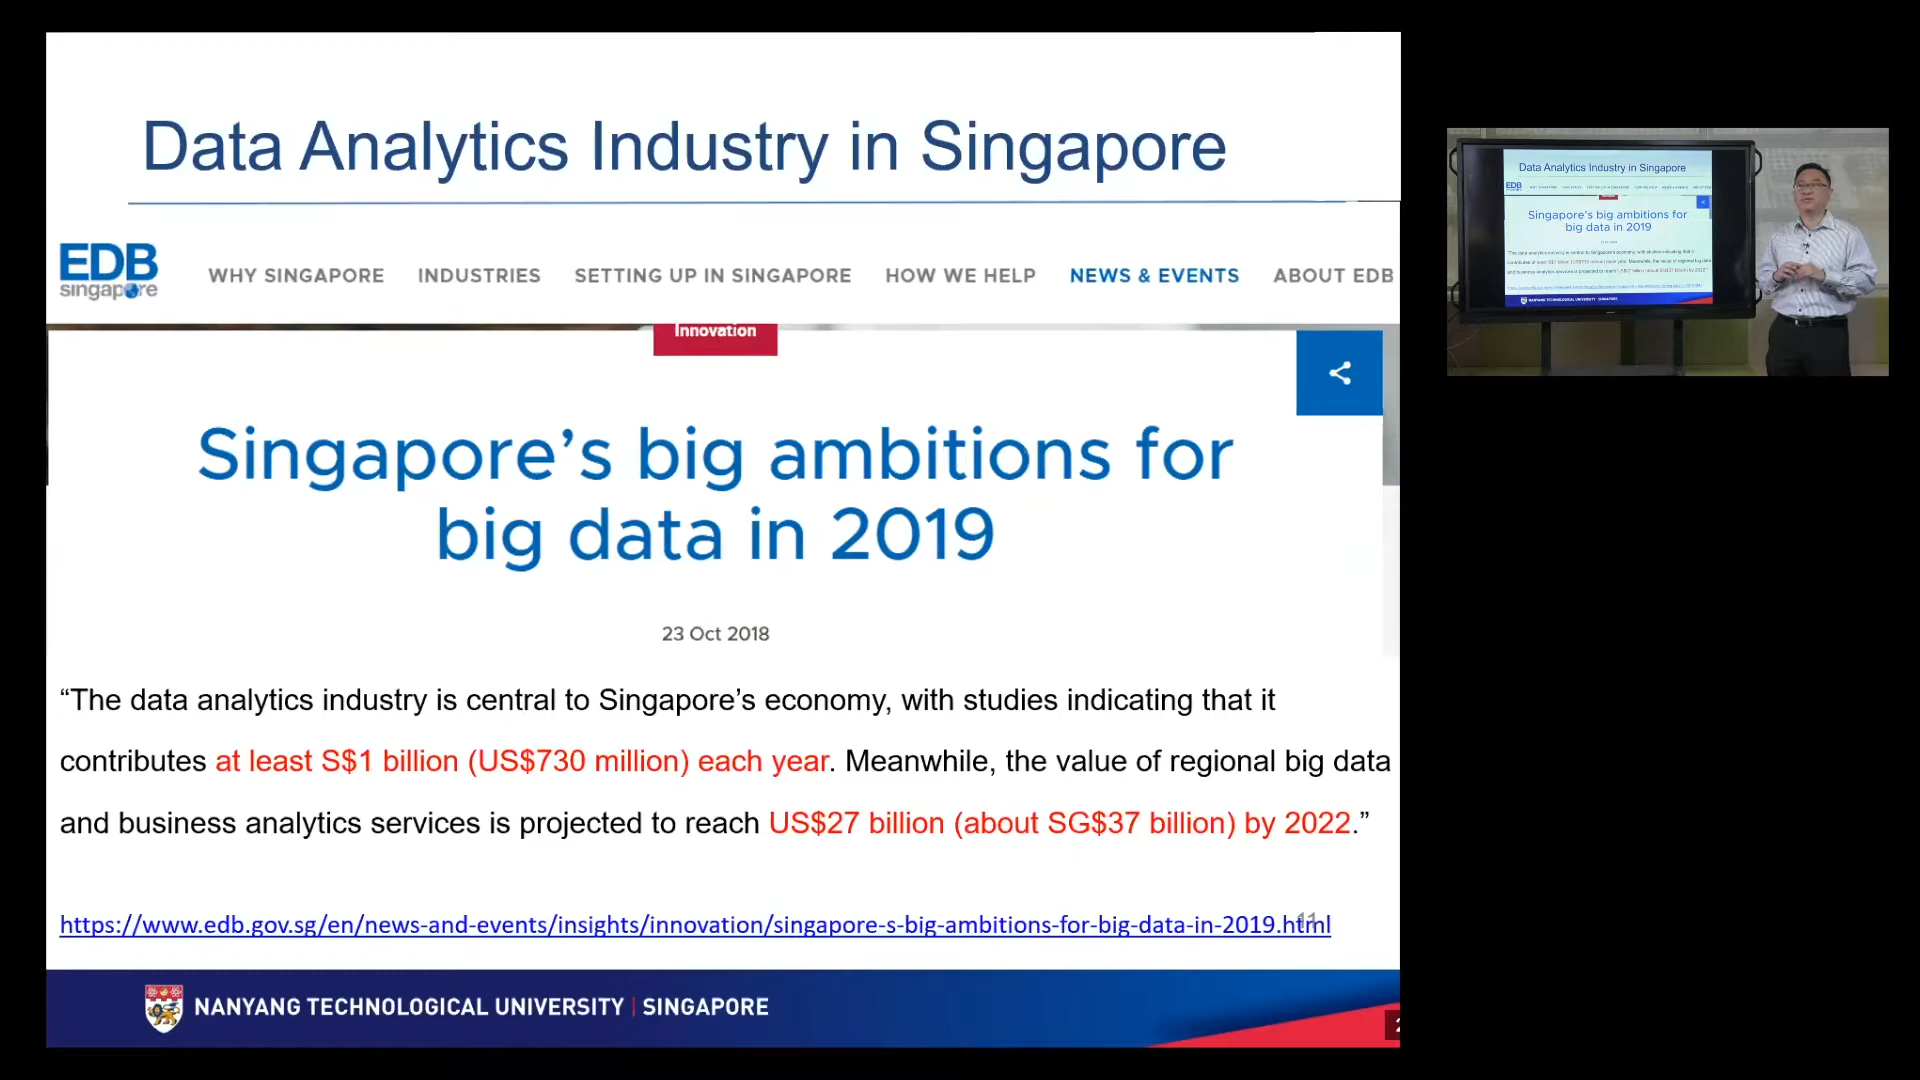 Data Analytics Industry in Singapore
EDB
singapore
WHY SINGAPORE INDUSTRIES SETTING UP IN SINGAPORE HOW WE HELP NEWS & EVENTS ABOUT EDB
Innovation
Singapore’s big ambitions for
big data in 2019
23 Oct 2018
“The data analytics industry is central to Singapore’s economy, with studies indicating that it
contributes at least S$1 billion (US$730 million) each year. Meanwhile, the value of regional big data
and business analytics services is projected to reach US$27 billion (about SG$37 billion) by 2022.”
https://www.edb.gov.sg/en/news-and-events/insights/innovation/singapore-s-big-ambitions-for-big-data-in-2019.html
11
NANYANG TECHNOLOGICAL UNIVERSITY | SINGAPORE
Data Analytics Industry in Singapore
EDB
Singapore's big ambitions for
big data in 2019
NANYANG TECHNOLOGICAL UNIVERSITY SINGAPORE